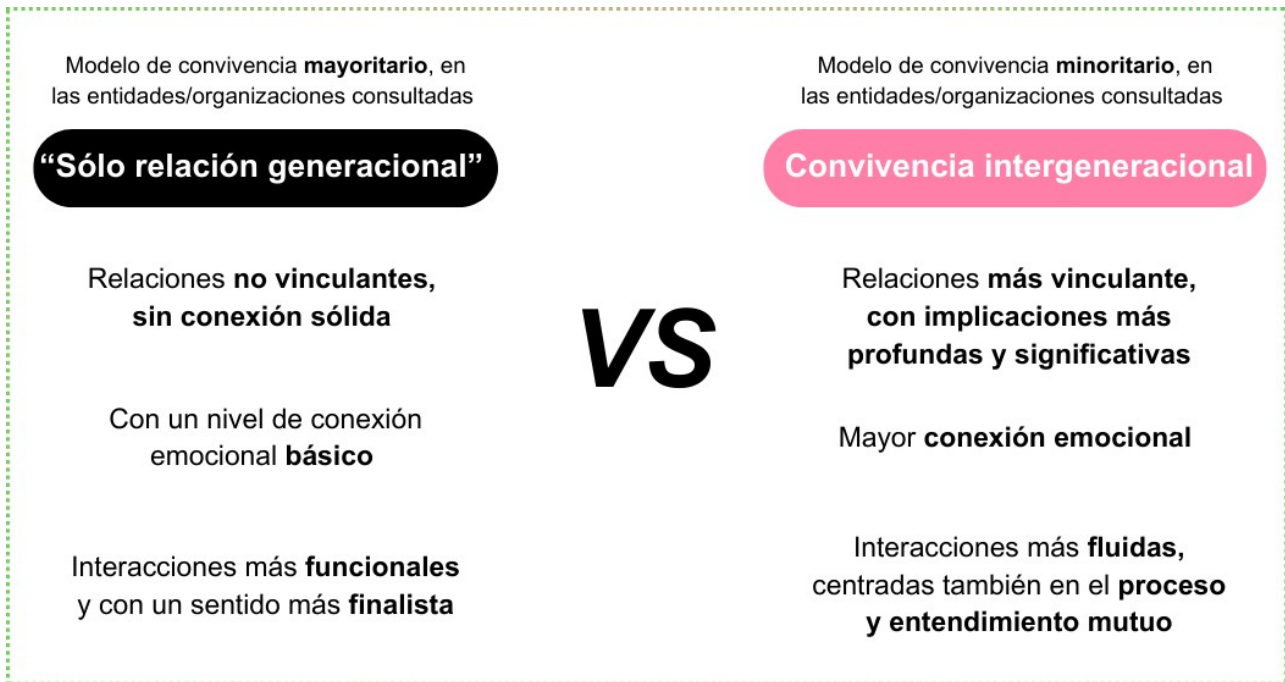 Modelo de convivencia mayoritario, en
las entidades/organizaciones consultadas
“Sólo relación generacional”
Relaciones no vinculantes,
sin conexión sólida
Con un nivel de conexión
emocional básico
Interacciones más funcionales
y con un sentido más finalista
VS
Modelo de convivencia minoritario, en
las entidades/organizaciones consultadas
Convivencia intergeneracional
Relaciones más vinculante,
con implicaciones más
profundas y significativas
Mayor conexión emocional
Interacciones más fluidas,
centradas también en el proceso
y entendimiento mutuo